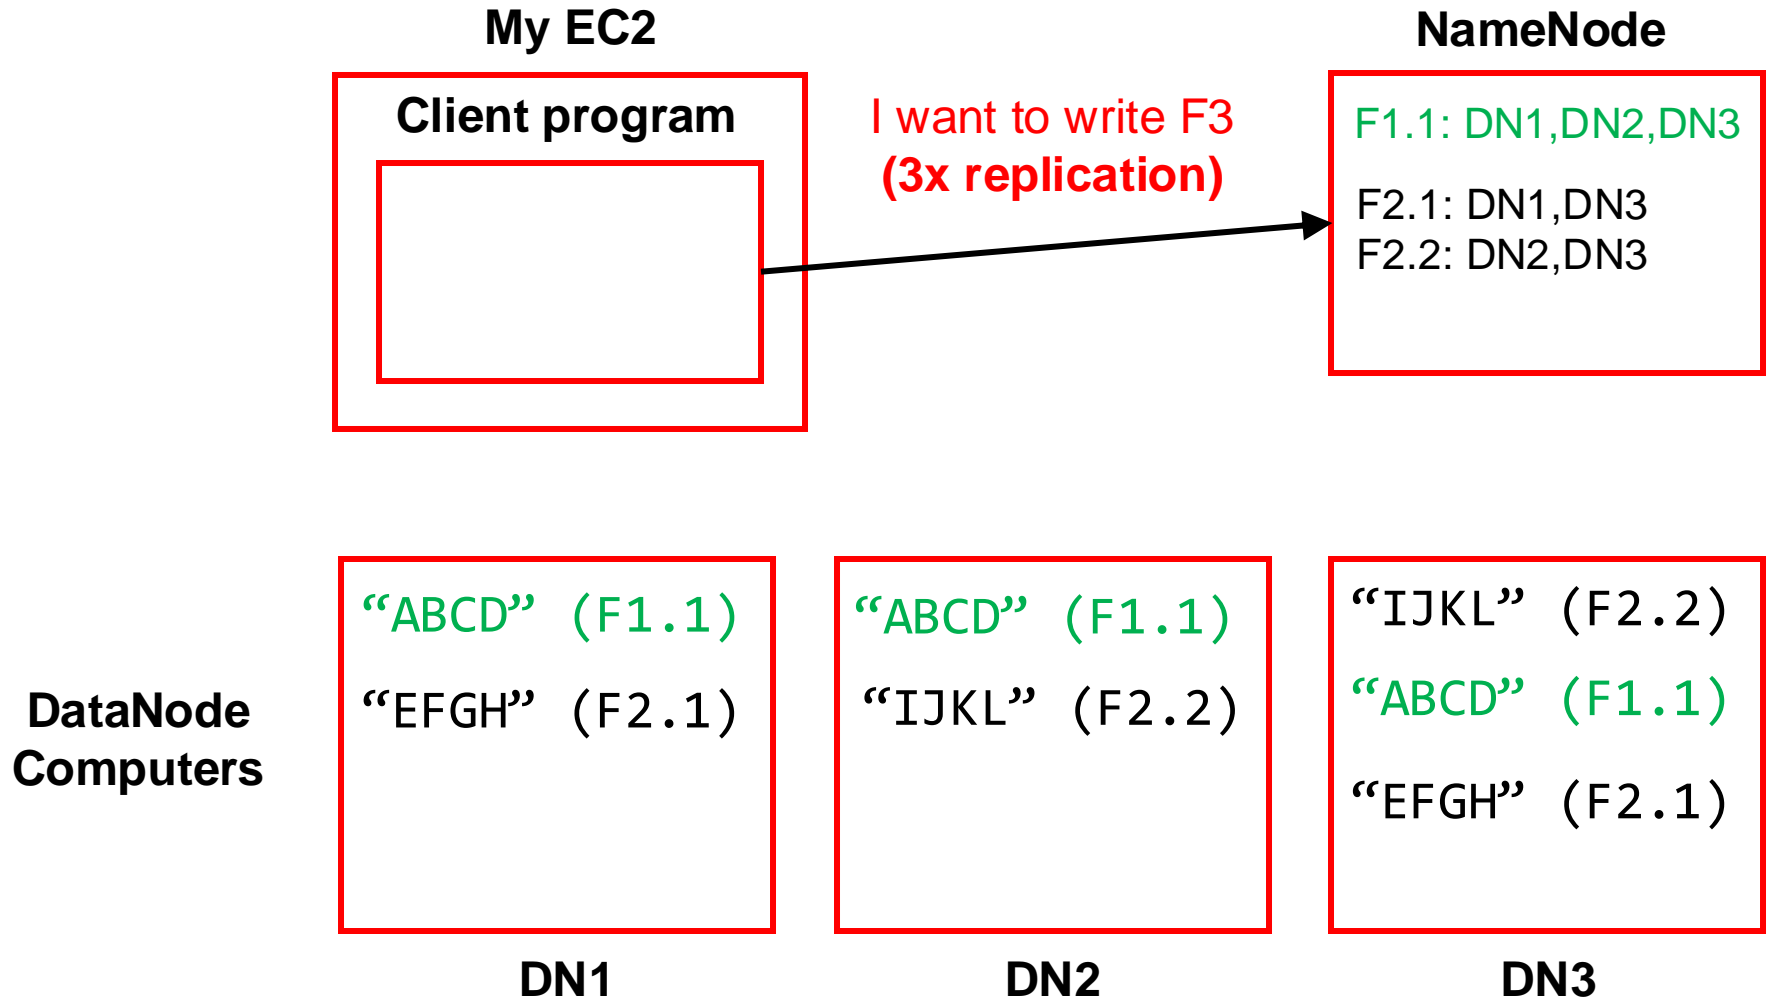 My EC2
NameNode
Client program
I want to write F3
(3x replication)
F1.1: DN1,DN2,DN3
F2.1: DN1,DN3
F2.2: DN2,DN3
DataNode
Computers
“ABCD” (F1.1)
“EFGH” (F2.1)
DN1
“ABCD” (F1.1)
“IJKL” (F2.2)
DN2
“IJKL” (F2.2)
“ABCD” (F1.1)
“EFGH” (F2.1)
DN3